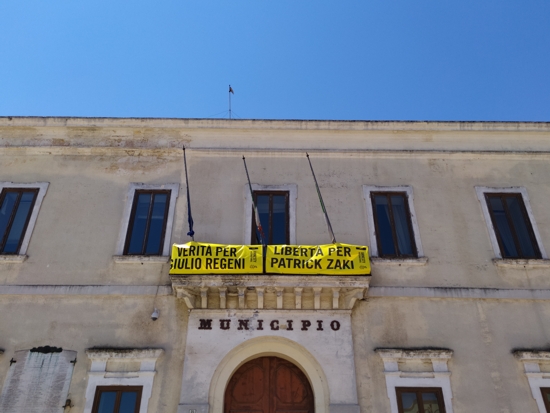 VERITÀ PER
GIULIO REGENI
LIBERTÀ PER
PATRICK ZAKI
MUNICIPIO